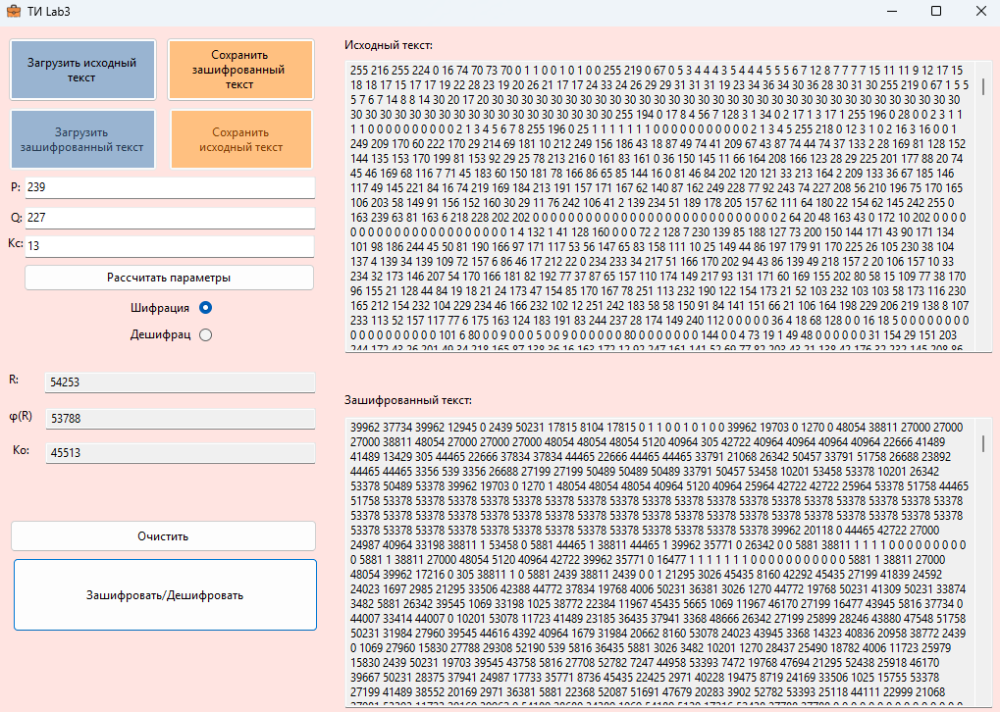 ТИ Lab3
Загрузить исходный
текст
Сохранить
зашифрованный
текст
Загрузить
зашифрованный текст
Сохранить
исходный текст
P: 239
Q: 227
Kc: 13
Рассчитать параметры
Шифрация
Дешифрац
R: 54253
φ(R) 53788
Ko: 45513
Очистить
Зашифровать/Дешифровать
Исходный текст:
255 216 255 224 0 16 74 70 73 70 0 1 1 0 0 1 0 1 0 0 255 219 0 67 0 5 3 4 4 4 3 5 4 4 4 5 5 5 6 7 12 8 7 7 7 7 15 11 11 9 12 17 15
18 18 17 15 17 17 19 22 28 23 19 20 26 21 17 17 24 33 24 26 29 29 31 31 31 19 23 34 36 34 30 36 28 30 31 30 255 219 0 67 1 5 5
5 7 6 7 14 8 8 14 30 20 17 20 30 30 30 30 30 30 30 30 30 30 30 30 30 30 30 30 30 30 30 30 30 30 30 30 30 30 30 30 30 30 30 30
30 30 30 30 30 30 30 30 30 30 30 30 30 30 30 30 30 30 255 194 0 17 8 4 56 7 128 3 1 34 0 2 17 1 3 17 1 255 196 0 28 0 0 2 3 1 1
1 1 0 0 0 0 0 0 0 0 0 0 2 1 3 4 5 6 7 8 255 196 0 25 1 1 1 1 1 1 1 0 0 0 0 0 0 0 0 0 0 0 0 2 1 3 4 5 255 218 0 12 3 1 0 2 16 3 16 0 0 1
249 209 170 60 222 170 29 214 69 181 10 212 249 156 186 43 18 87 49 74 41 209 67 43 87 74 44 74 37 133 2 28 169 81 128 152
144 135 153 170 199 81 153 92 29 25 78 213 216 0 161 83 161 0 36 150 145 11 66 164 208 166 123 28 29 225 201 177 88 20 74
45 46 169 68 116 7 71 45 183 60 150 181 78 166 86 65 85 144 16 0 81 46 84 202 120 121 33 213 164 2 209 133 36 67 185 146
117 49 145 221 84 16 74 219 169 184 213 191 157 171 167 62 140 87 162 249 228 77 92 243 74 227 208 56 210 196 75 170 165
106 203 58 149 91 156 152 160 30 29 11 76 242 106 41 2 139 234 51 189 178 205 157 62 111 64 180 22 154 62 145 242 255 0
163 239 63 81 163 6 218 228 202 202 0 0 0 0 0 0 0 0 0 0 0 0 0 0 0 0 0 0 0 0 0 0 0 2 64 20 48 163 43 0 172 10 202 0 0 0 0
0 0 0 0 0 0 0 0 0 0 0 0 0 0 0 0 1 4 132 1 41 128 160 0 0 0 72 2 128 7 230 139 85 188 127 73 200 150 144 171 43 90 171 134
101 98 186 244 45 50 81 190 166 97 171 117 53 56 147 65 83 158 111 10 25 149 44 86 197 179 91 170 225 26 105 230 38 104
137 4 139 34 139 109 72 157 6 86 46 17 212 22 0 234 233 34 217 51 166 170 202 94 43 86 139 49 218 157 2 20 106 157 10 33
234 32 173 146 207 54 170 166 181 82 192 77 37 87 65 157 110 174 149 217 93 131 171 60 169 155 202 80 58 15 109 77 38 170
96 155 21 128 44 84 19 18 21 24 173 47 154 85 170 167 78 251 113 232 190 122 154 173 21 52 103 232 103 103 58 173 116 230
165 212 154 232 104 229 234 46 166 232 102 12 251 242 183 58 58 150 91 84 141 151 66 21 106 164 198 229 206 219 138 8 107
233 113 52 157 117 77 6 175 163 124 183 191 83 244 237 28 174 149 240 112 0 0 0 0 0 36 4 18 68 128 0 0 16 18 5 0 0 0 0 0 0 0 0
0 0 0 0 0 0 0 0 0 0 0 101 6 80 0 0 9 0 0 0 5 0 0 9 0 0 0 0 0 0 80 0 0 0 0 0 144 0 0 4 73 19 1 49 48 0 0 0 0 0 0 31 154 29 151 203
244 172 43 26 201 49 34 218 165 87 138 36 16 163 172 12 92 247 161 141 52 69 77 82 203 43 21 138 42 176 32 232 145 208 86
Зашифрованный текст:
39962 37734 39962 12945 0 2439 50231 17815 8104 17815 0 1 1 0 0 1 0 1 0 0 39962 19703 0 1270 0 48054 38811 27000 27000
27000 38811 48054 27000 27000 27000 48054 48054 48054 5120 40964 305 42722 40964 40964 40964 40964 22666 41489
41489 13429 305 44465 22666 37834 37834 44465 22666 44465 44465 33791 21068 26342 50457 33791 51758 26688 23892
44465 44465 3356 539 3356 26688 27199 27199 50489 50489 50489 33791 50457 53458 10201 53458 53378 10201 26342
53378 50489 53378 39962 19703 0 1270 1 48054 48054 48054 40964 5120 40964 25964 42722 42722 25964 53378 51758 44465
51758 53378 53378 53378 53378 53378 53378 53378 53378 53378 53378 53378 53378 53378 53378 53378 53378 53378 53378
53378 53378 53378 53378 53378 53378 53378 53378 53378 53378 53378 53378 53378 53378 53378 53378 53378 53378 53378
53378 53378 53378 53378 53378 53378 53378 53378 53378 53378 53378 53378 39962 20118 0 44465 42722 27000
24987 40964 33198 38811 1 53458 0 5881 44465 1 38811 44465 1 39962 35771 0 26342 0 0 5881 38811 1 1 1 1 0 0 0 0 0 0 0 0
0 5881 1 38811 27000 48054 5120 40964 42722 39962 35771 0 16477 1 1 1 1 1 1 1 0 0 0 0 0 0 0 0 0 0 0 0 5881 1 38811 27000
48054 39962 17216 0 305 38811 1 0 5881 2439 38811 2439 0 0 1 21295 3026 45435 8160 42292 45435 27199 41839 24592
24023 1697 2985 21295 33506 42388 44772 37834 19768 4006 50231 36381 3026 1270 44772 19768 50231 41309 50231 33874
3482 5881 26342 39545 1069 33198 1025 38772 22384 11967 45435 5665 1069 11967 46170 27199 16477 43945 5816 37734 0
44007 33414 44007 0 10201 53078 11723 41489 23185 36435 37941 3368 48666 26342 27199 25899 28246 43880 47548 51758
50231 31984 27960 39545 44616 4392 40964 1679 31984 20662 8160 53078 24023 43945 3368 14323 40836 20958 38772 2439
0 1069 27960 15830 27788 29308 52190 539 5816 36435 5881 3026 3482 10201 1270 28437 25490 18782 4006 11723 25979
15830 2439 50231 19703 39545 43758 5816 27708 52782 7247 44958 53393 7472 19768 47694 21295 52438 25918 46170
39667 50231 28375 37941 24987 17733 35771 8736 45435 22425 2971 40228 19475 8719 24169 33506 1025 15755 53378
27199 41489 38552 20169 2971 36381 5881 22368 52087 51691 47679 20283 3902 52782 53393 25118 44111 22999 21068